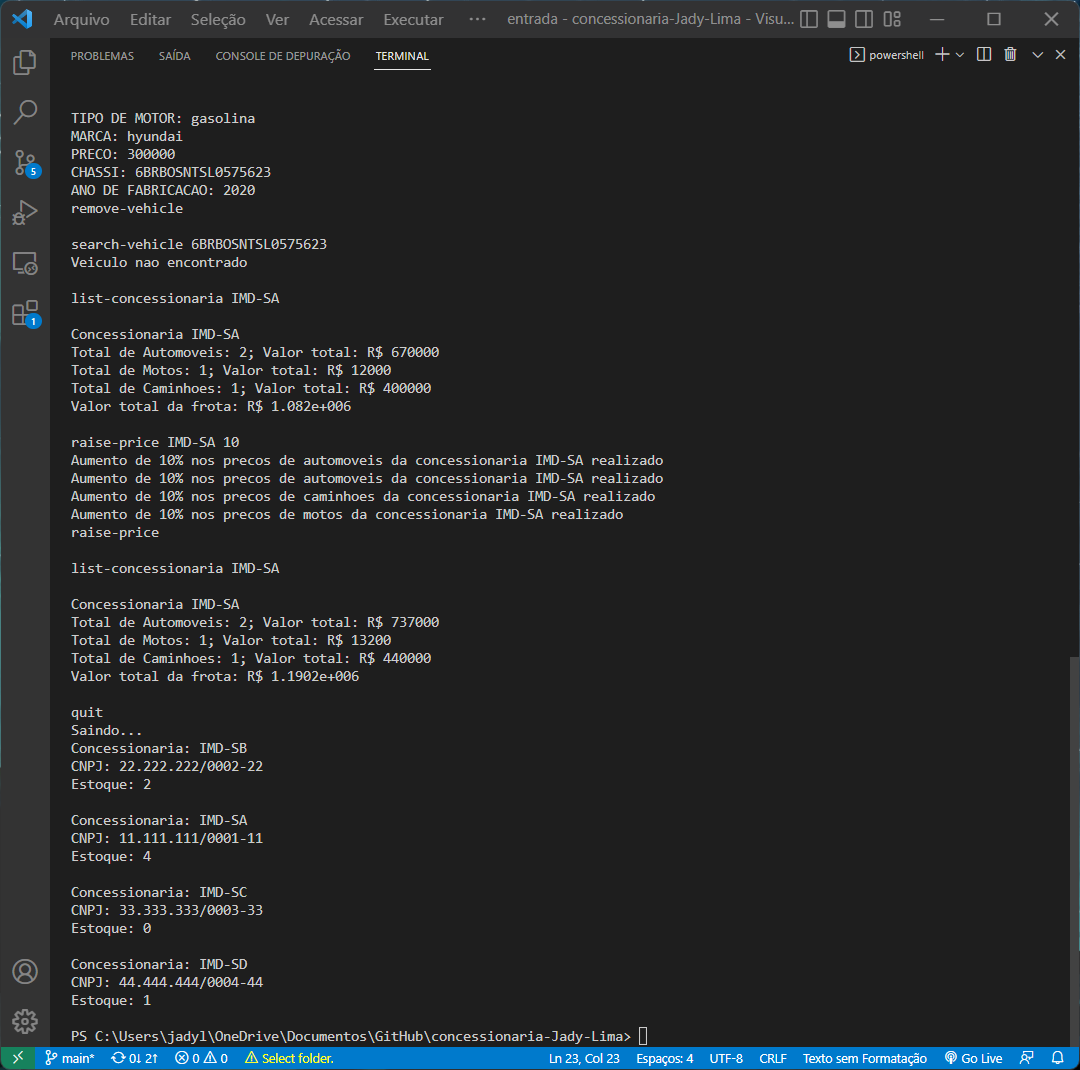 Arquivo Editar Seleção Ver Acessar Executar ··· entrada - concessionaria-Jady-Lima - Visu...
PROBLEMAS SAÍDA CONSOLE DE DEPURAÇÃO TERMINAL powershell
TIPO DE MOTOR: gasolina
MARCA: hyundai
PRECO: 300000
CHASSI: 6BRBOSNTSL0575623
ANO DE FABRICACAO: 2020
remove-vehicle
search-vehicle 6BRBOSNTSL0575623
Veiculo nao encontrado
list-concessionaria IMD-SA
Concessionaria IMD-SA
Total de Automoveis: 2; Valor total: R$ 670000
Total de Motos: 1; Valor total: R$ 12000
Total de Caminhoes: 1; Valor total: R$ 400000
Valor total da frota: R$ 1.082e+006
raise-price IMD-SA 10
Aumento de 10% nos precos de automoveis da concessionaria IMD-SA realizado
Aumento de 10% nos precos de automoveis da concessionaria IMD-SA realizado
Aumento de 10% nos precos de caminhoes da concessionaria IMD-SA realizado
Aumento de 10% nos precos de motos da concessionaria IMD-SA realizado
raise-price
list-concessionaria IMD-SA
Concessionaria IMD-SA
Total de Automoveis: 2; Valor total: R$ 737000
Total de Motos: 1; Valor total: R$ 13200
Total de Caminhoes: 1; Valor total: R$ 440000
Valor total da frota: R$ 1.1902e+006
quit
Saindo...
Concessionaria: IMD-SB
CNPJ: 22.222.222/0002-22
Estoque: 2
Concessionaria: IMD-SA
CNPJ: 11.111.111/0001-11
Estoque: 4
Concessionaria: IMD-SC
CNPJ: 33.333.333/0003-33
Estoque: 0
Concessionaria: IMD-SD
CNPJ: 44.444.444/0004-44
Estoque: 1
PS C:\Users\jadyl\OneDrive\Documentos\GitHub\concessionaria-Jady-Lima>
5
1
main* 0↓ 2↑ 0 0 Select folder. Ln 23, Col 23 Espaços: 4 UTF-8 CRLF Texto sem Formatação Go Live